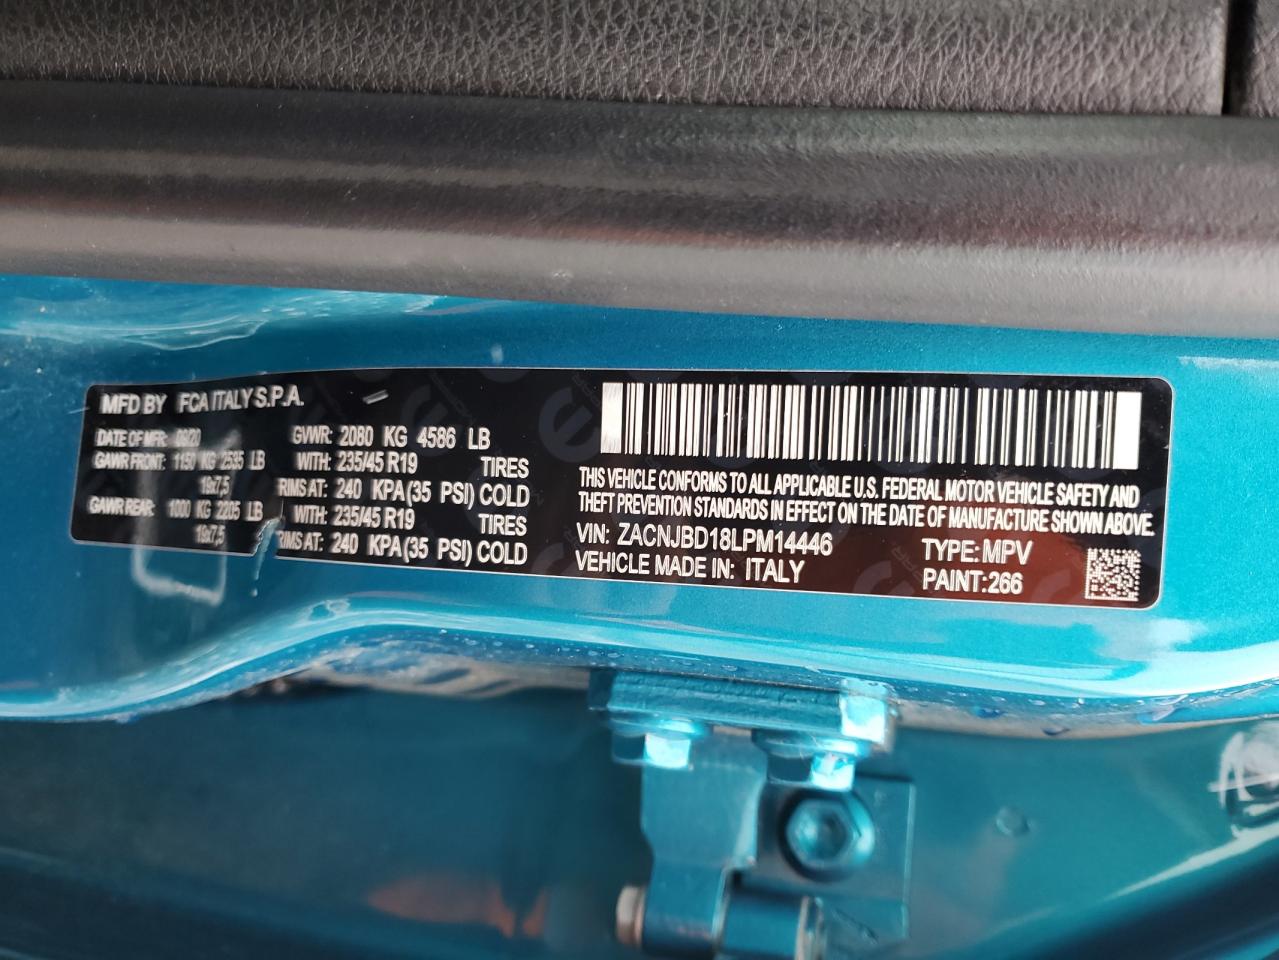 MFD BY FCA ITALY S.P.A.
DATE OF MFR: 09/20 GVWR: 2080 KG 4586 LB
GAWR FRONT: 1150 KG 2535 LB WITH: 235/45 R19 TIRES
19x7,5 RIMS AT: 240 KPA (35 PSI) COLD
GAWR REAR: 1000 KG 2205 LB WITH: 235/45 R19 TIRES
19x7,5 RIMS AT: 240 KPA (35 PSI) COLD
THIS VEHICLE CONFORMS TO ALL APPLICABLE U.S. FEDERAL MOTOR VEHICLE SAFETY AND
THEFT PREVENTION STANDARDS IN EFFECT ON THE DATE OF MANUFACTURE SHOWN ABOVE.
VIN: ZACNJBD18LPM14446 TYPE: MPV
VEHICLE MADE IN: ITALY PAINT: 266